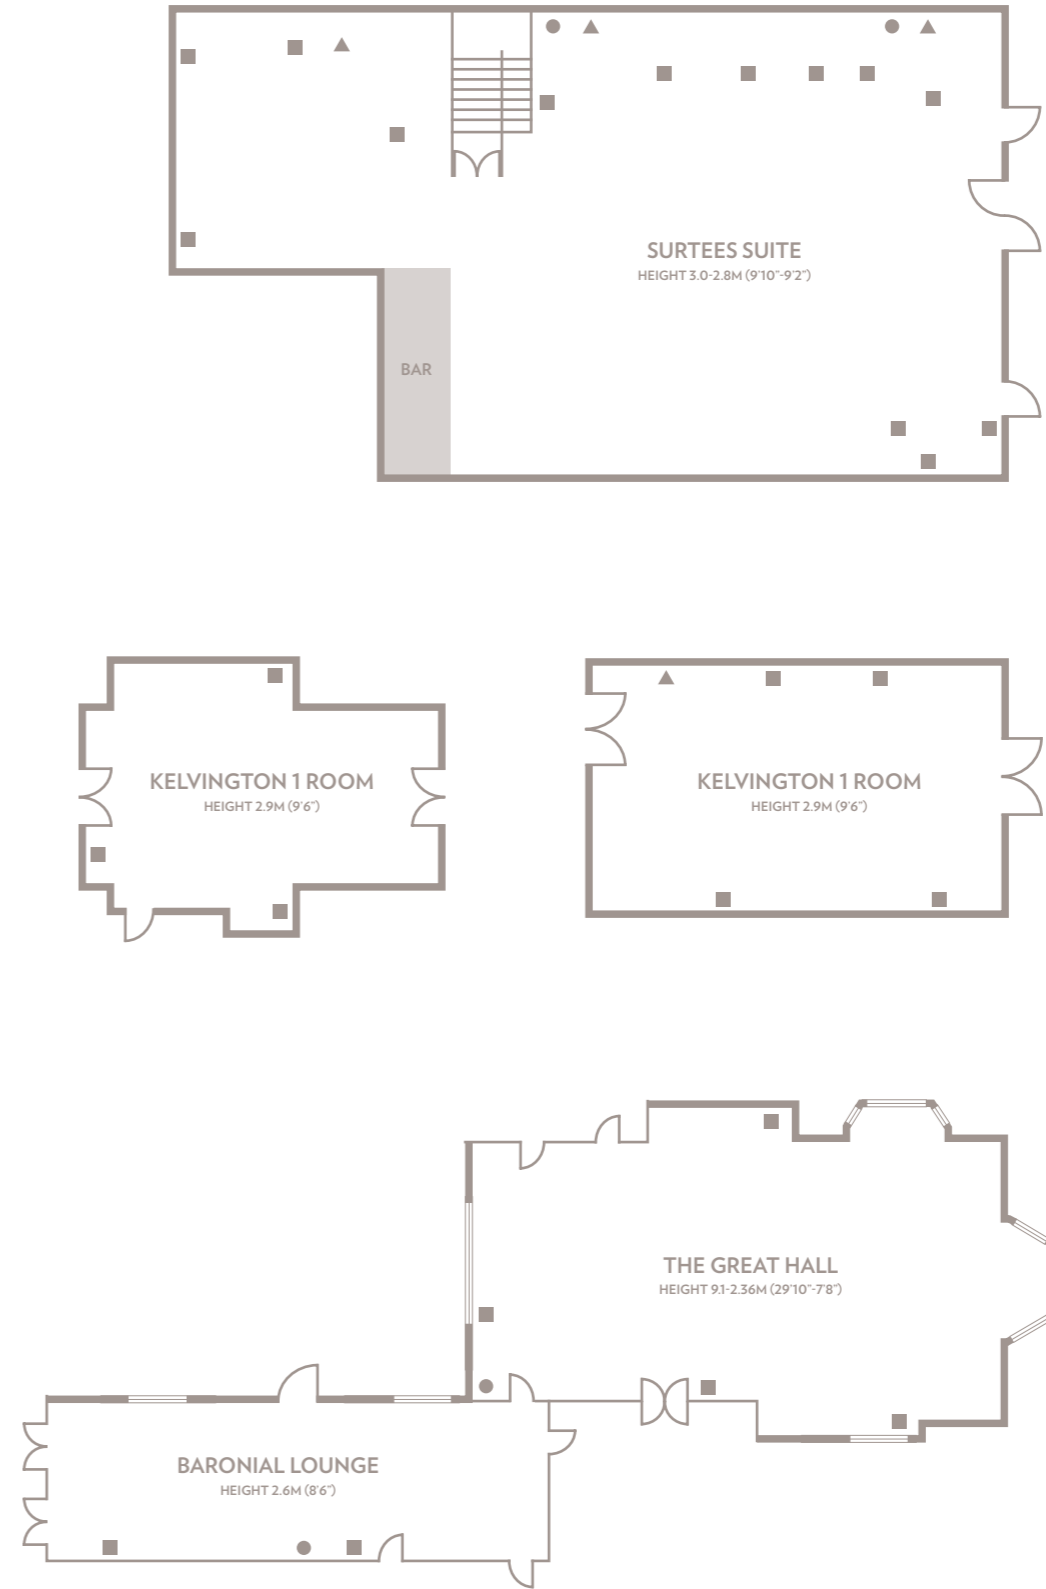 SURTEES SUITE
HEIGHT 3.0-2.8M (9'10"-9'2")
BAR
KELVINGTON 1 ROOM
HEIGHT 2.9M (9'6")
KELVINGTON 1 ROOM
HEIGHT 2.9M (9'6")
THE GREAT HALL
HEIGHT 9.1-2.36M (29'10"-7'8")
BARONIAL LOUNGE
HEIGHT 2.6M (8'6")